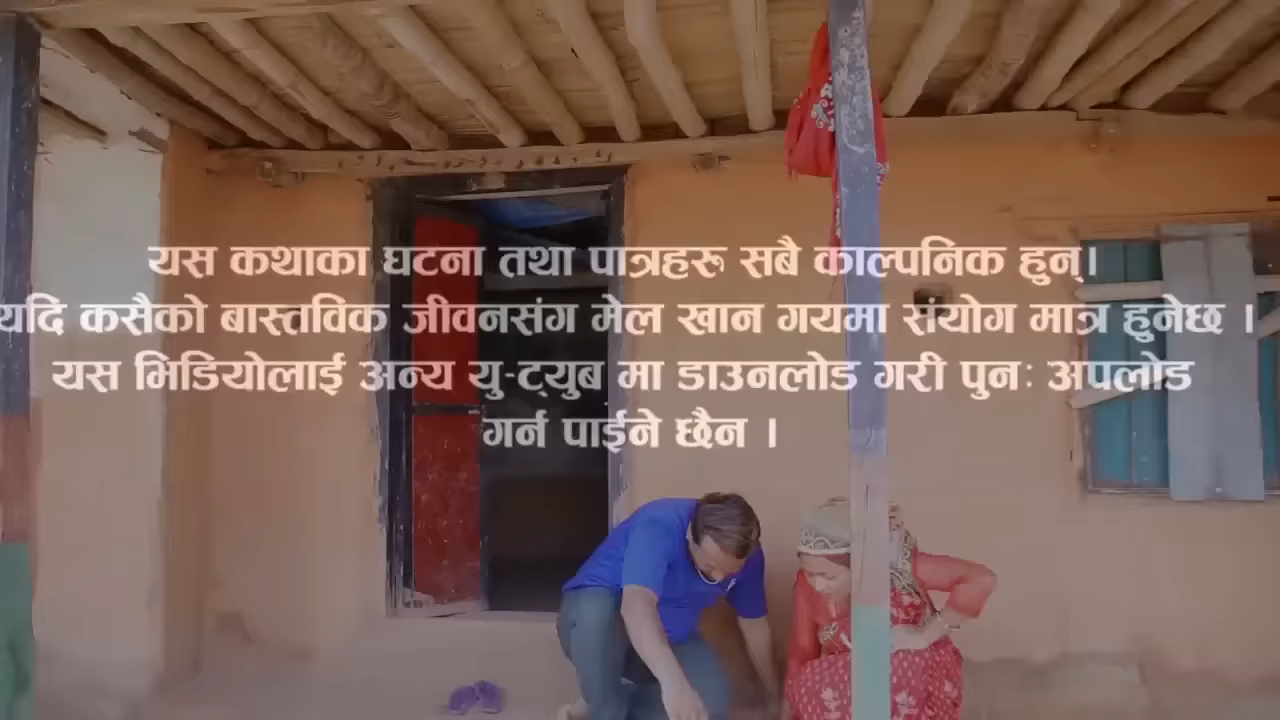 यस कथाका घटना तथा पात्रहरू सबै काल्पनिक हुन्।
यदि कसैको बास्तविक जीवनसंग मेल खान गयमा संयोग मात्र हुनेछ ।
यस भिडियोलाई अन्य यु-ट्युब मा डाउनलोड गरी पुनः अपलोड
गर्न पाईने छैन ।